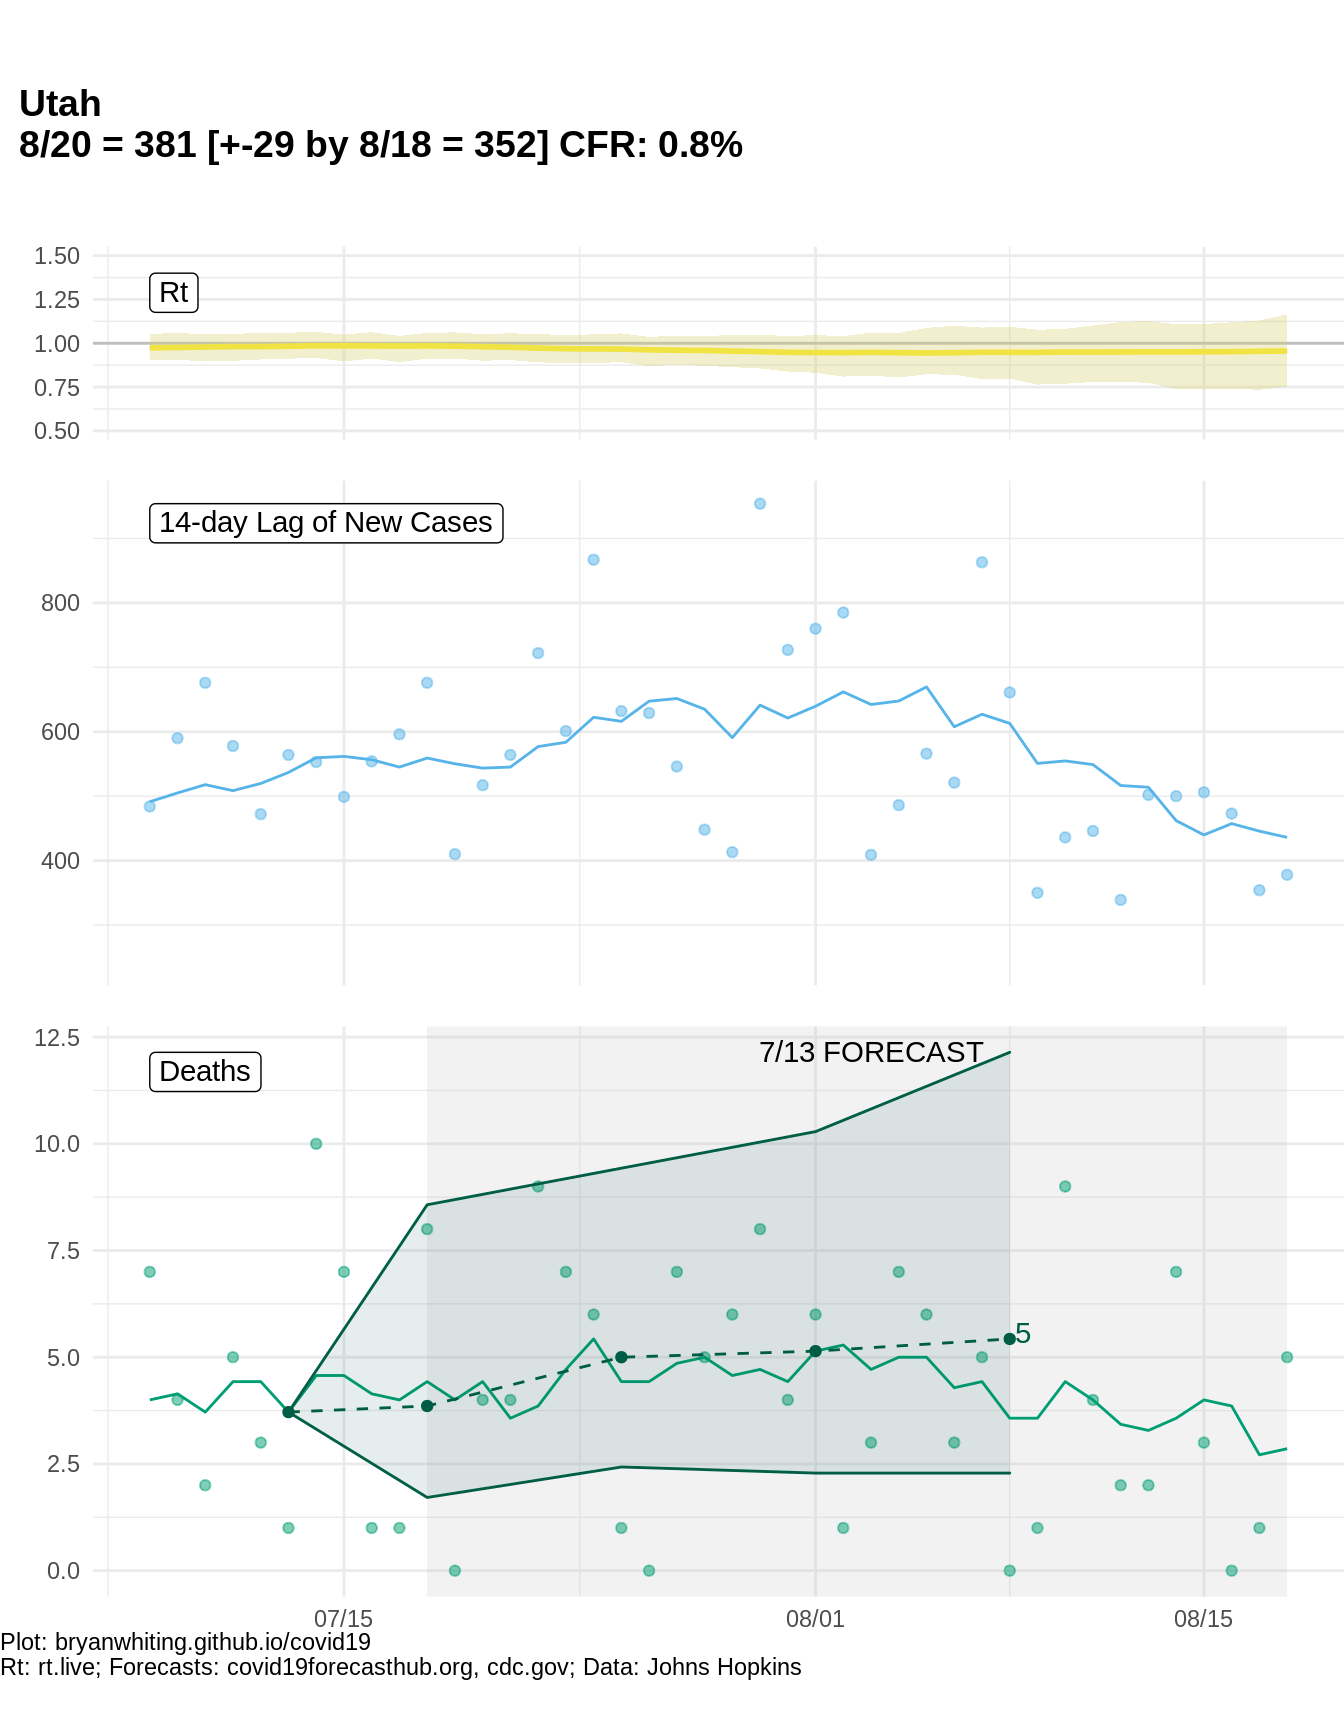 Utah
8/20 = 381 [+-29 by 8/18 = 352] CFR: 0.8%
1.50
Rt
1.25
1.00
0.75
0.50
14-day Lag of New Cases
800
600
400
12.5
7/13 FORECAST
Deaths
10.0
7.5
5
5.0
2.5
0.0
07/15 08/01 08/15
Plot: bryanwhiting.github.io/covid19
Rt: rt.live; Forecasts: covid19forecasthub.org, cdc.gov; Data: Johns Hopkins